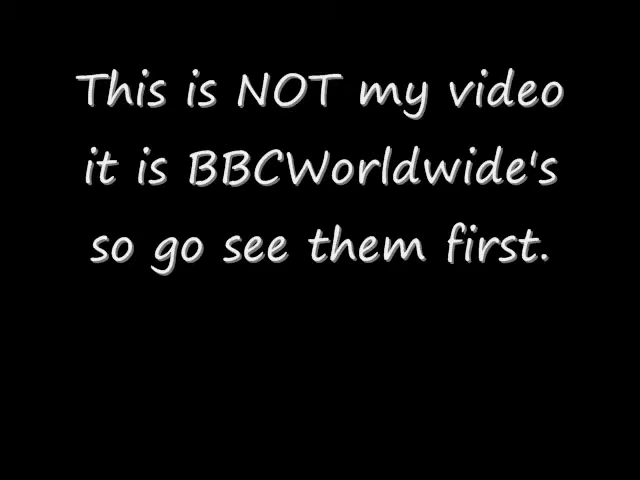 This is NOT my video
it is BBCWorldwide's
so go see them first.